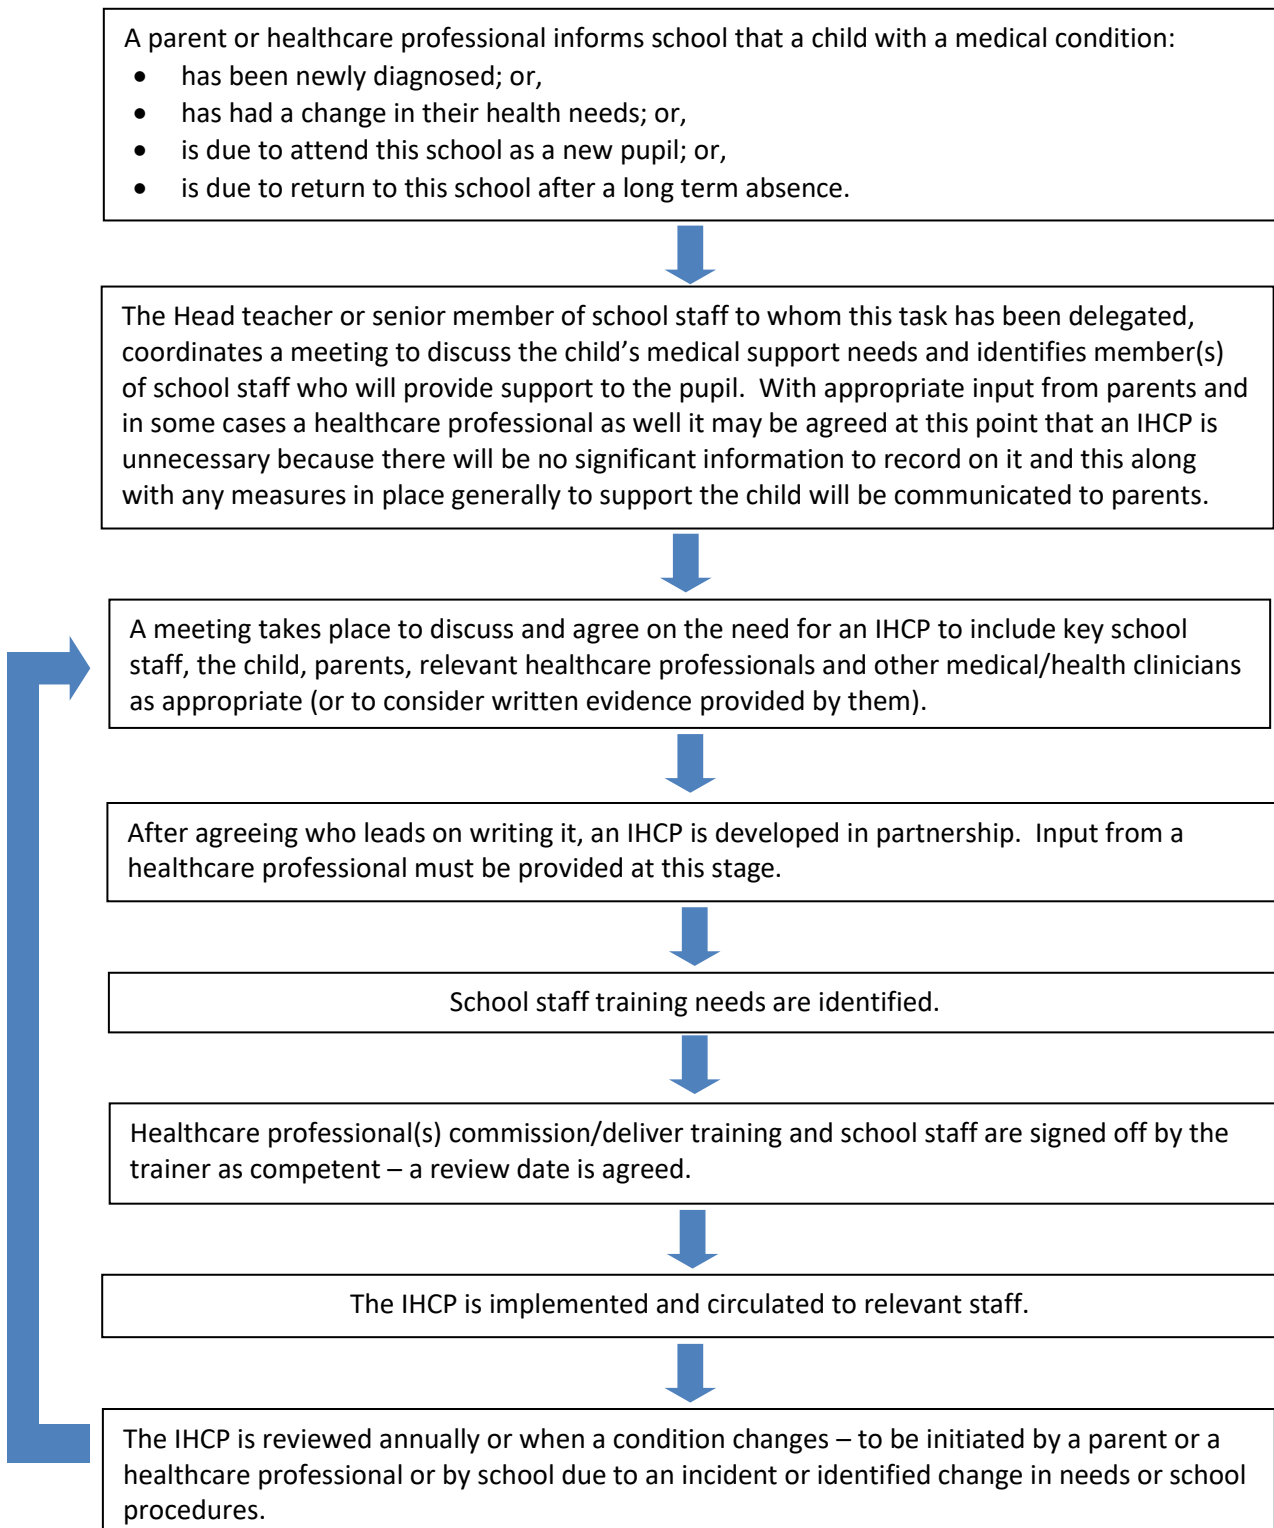 A parent or healthcare professional informs school that a child with a medical condition:
• has been newly diagnosed; or,
• has had a change in their health needs; or,
• is due to attend this school as a new pupil; or,
• is due to return to this school after a long term absence.
The Head teacher or senior member of school staff to whom this task has been delegated,
coordinates a meeting to discuss the child’s medical support needs and identifies member(s)
of school staff who will provide support to the pupil.  With appropriate input from parents and
in some cases a healthcare professional as well it may be agreed at this point that an IHCP is
unnecessary because there will be no significant information to record on it and this along
with any measures in place generally to support the child will be communicated to parents.
A meeting takes place to discuss and agree on the need for an IHCP to include key school
staff, the child, parents, relevant healthcare professionals and other medical/health clinicians
as appropriate (or to consider written evidence provided by them).
After agreeing who leads on writing it, an IHCP is developed in partnership.  Input from a
healthcare professional must be provided at this stage.
School staff training needs are identified.
Healthcare professional(s) commission/deliver training and school staff are signed off by the
trainer as competent – a review date is agreed.
The IHCP is implemented and circulated to relevant staff.
The IHCP is reviewed annually or when a condition changes – to be initiated by a parent or a
healthcare professional or by school due to an incident or identified change in needs or school
procedures.